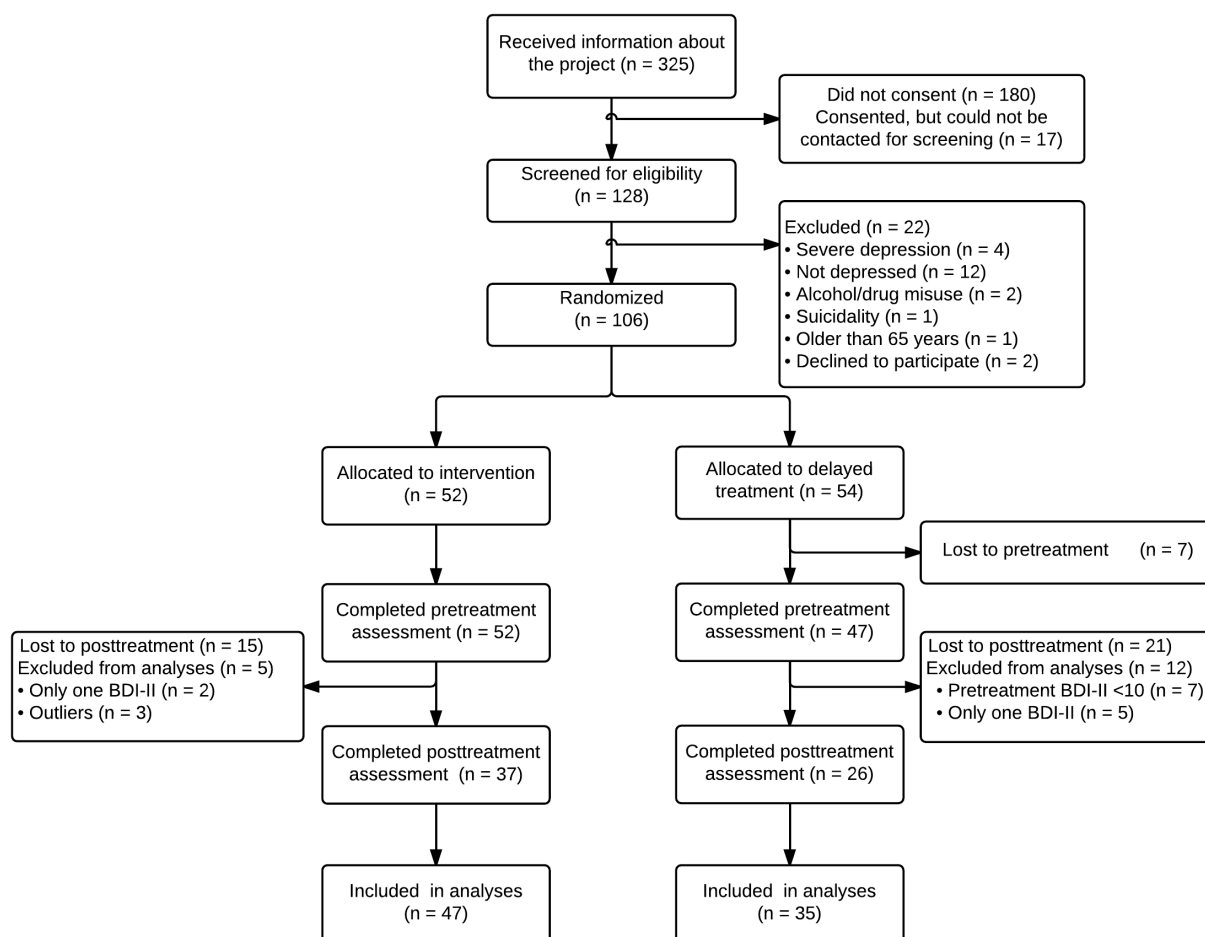 Received information about
the project (n = 325)
Did not consent (n = 180)
Consented, but could not be
contacted for screening (n = 17)
Screened for eligibility
(n = 128)
Excluded (n = 22)
• Severe depression (n = 4)
• Not depressed (n = 12)
• Alcohol/drug misuse (n = 2)
• Suicidality (n = 1)
• Older than 65 years (n = 1)
• Declined to participate (n = 2)
Randomized
(n = 106)
Allocated to intervention
(n = 52)
Allocated to delayed
treatment (n = 54)
Lost to pretreatment (n = 7)
Completed pretreatment
assessment (n = 52)
Completed pretreatment
assessment (n = 47)
Lost to posttreatment (n = 15)
Excluded from analyses (n = 5)
• Only one BDI-II (n = 2)
• Outliers (n = 3)
Lost to posttreatment (n = 21)
Excluded from analyses (n = 12)
• Pretreatment BDI-II <10 (n = 7)
• Only one BDI-II (n = 5)
Completed posttreatment
assessment (n = 37)
Completed posttreatment
assessment (n = 26)
Included in analyses
(n = 47)
Included in analyses
(n = 35)